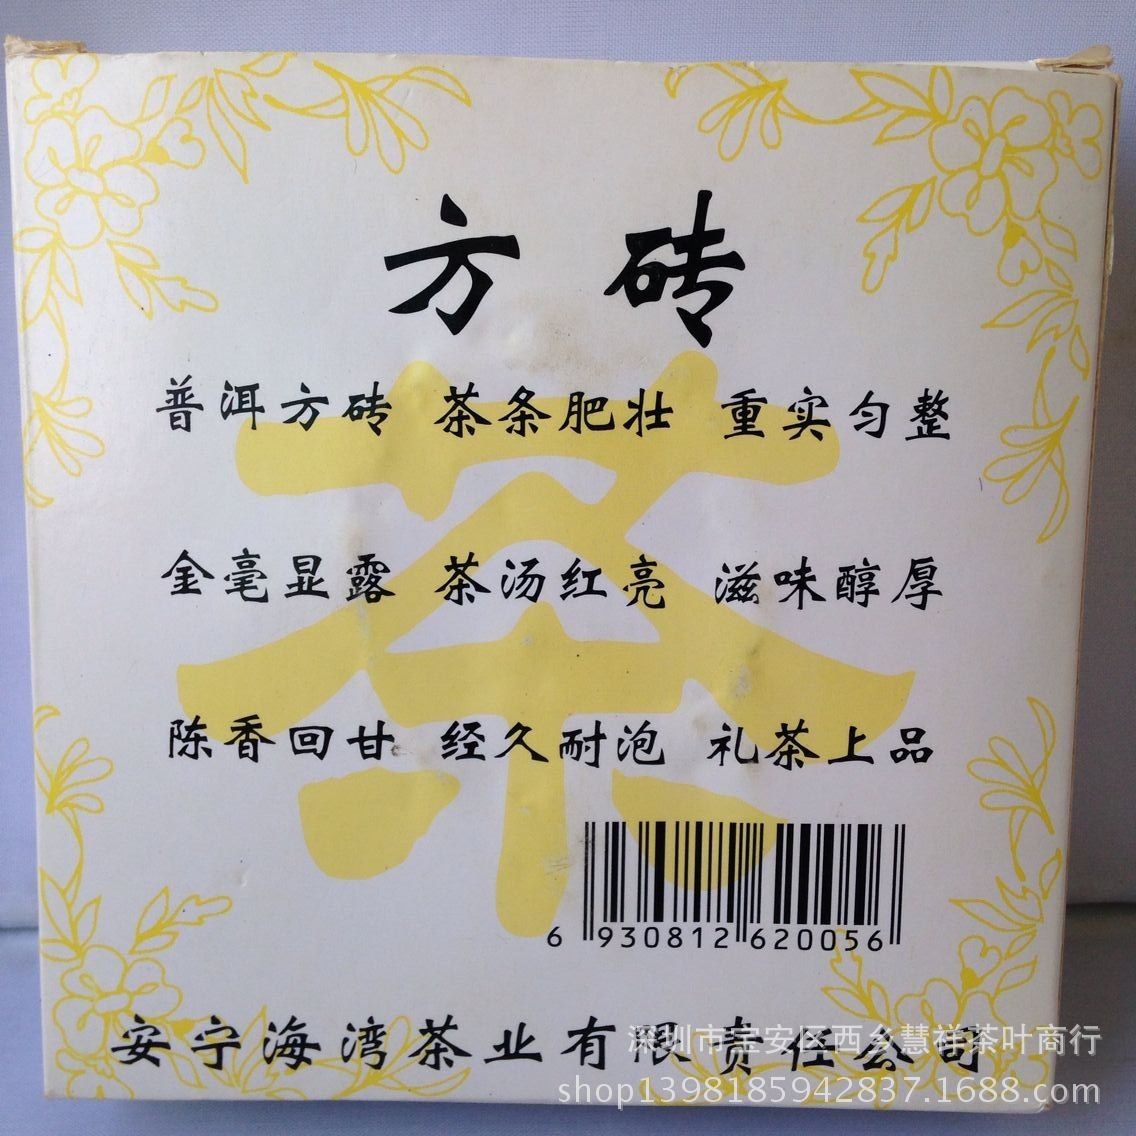 方砖
普洱方砖 茶条肥壮 重实匀整
金毫显露 茶汤红亮 滋味醇厚
陈香回甘 经久耐泡 礼茶上品
茶
6 930812 620056
安宁海湾茶业有限责任公司
深圳市宝安区西乡慧祥茶叶商行
shop1398185942837.1688.com